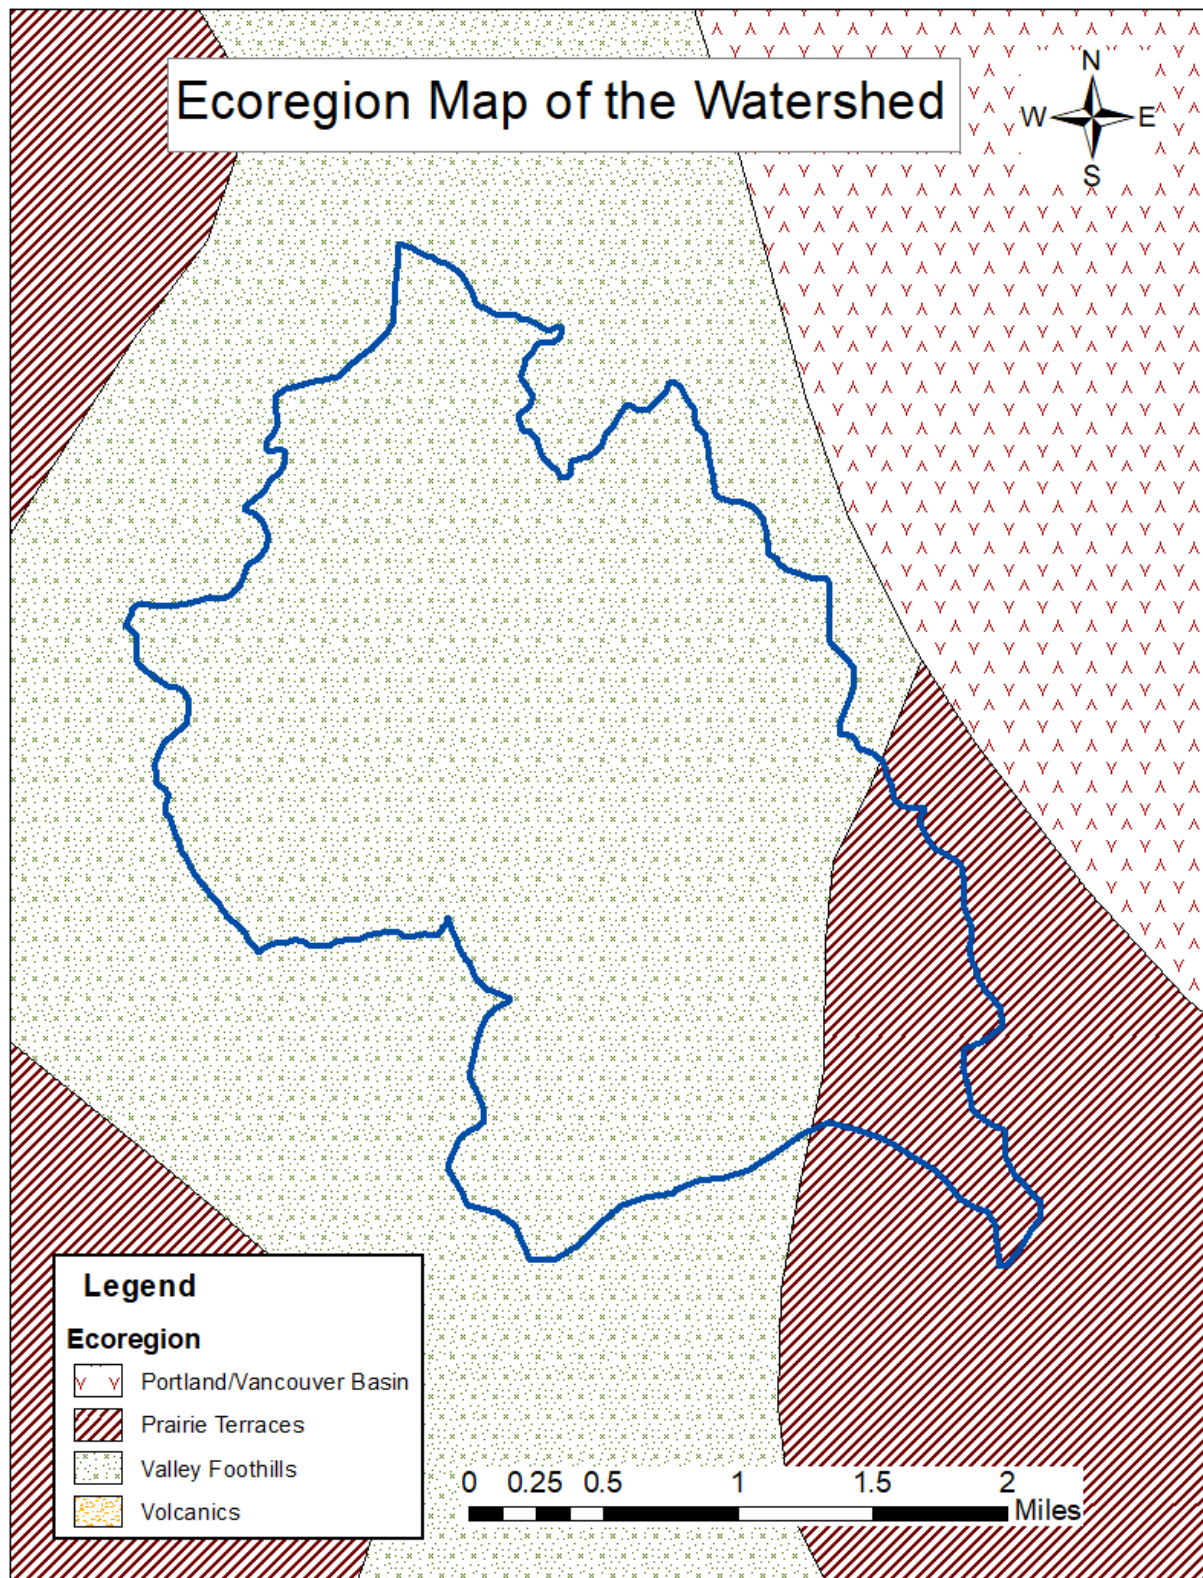 Ecoregion Map of the Watershed
N
W E
S
Legend
Ecoregion
Portland/Vancouver Basin
Prairie Terraces
Valley Foothills
Volcanics
0 0.25 0.5 1 1.5 2
Miles